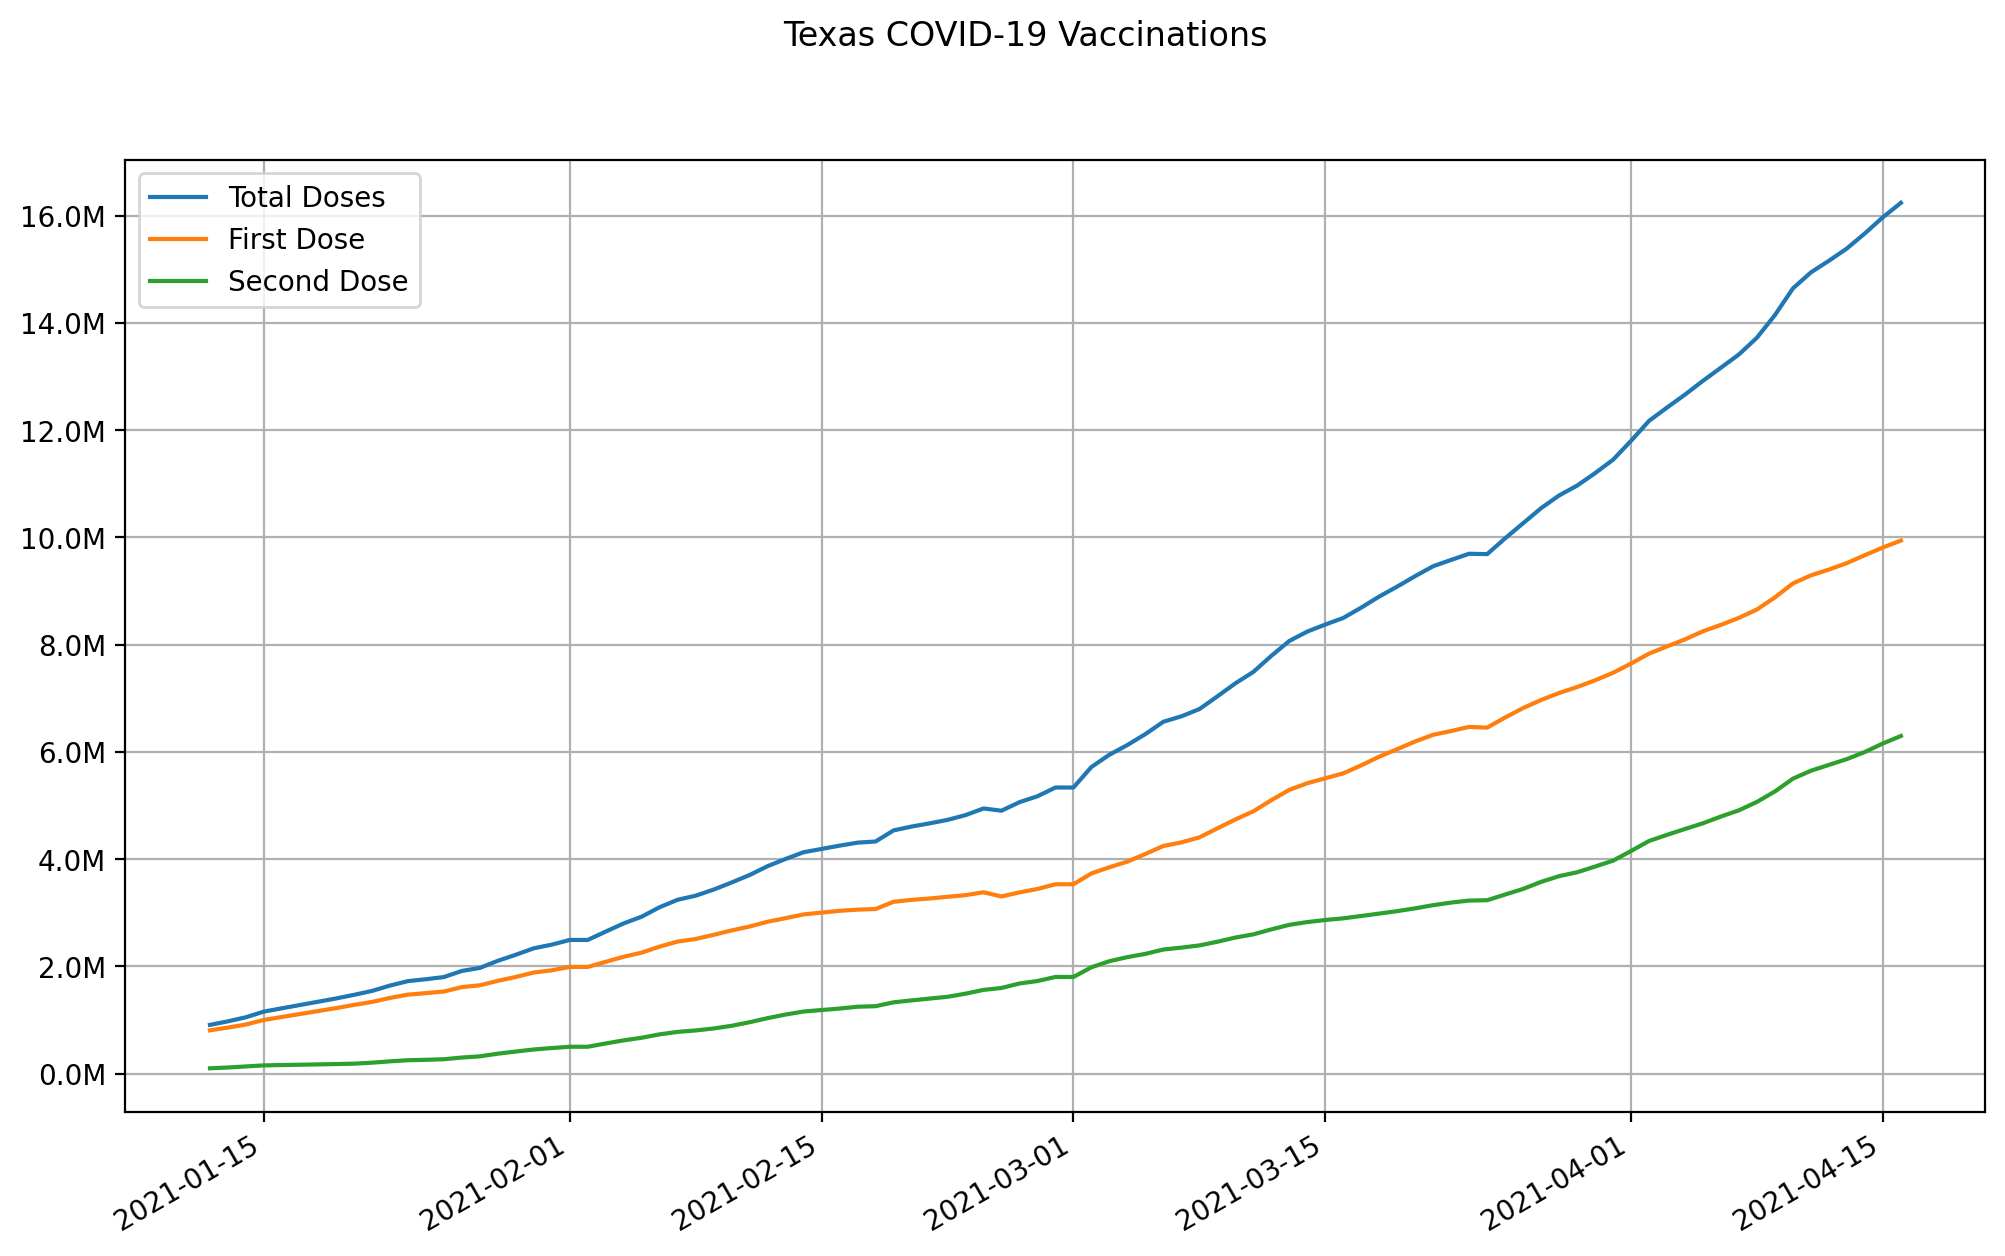 Texas COVID-19 Vaccinations
Total Doses
First Dose
Second Dose
16.0M
14.0M
12.0M
10.0M
8.0M
6.0M
4.0M
2.0M
0.0M
2021-01-15
2021-02-01
2021-02-15
2021-03-01
2021-03-15
2021-04-01
2021-04-15